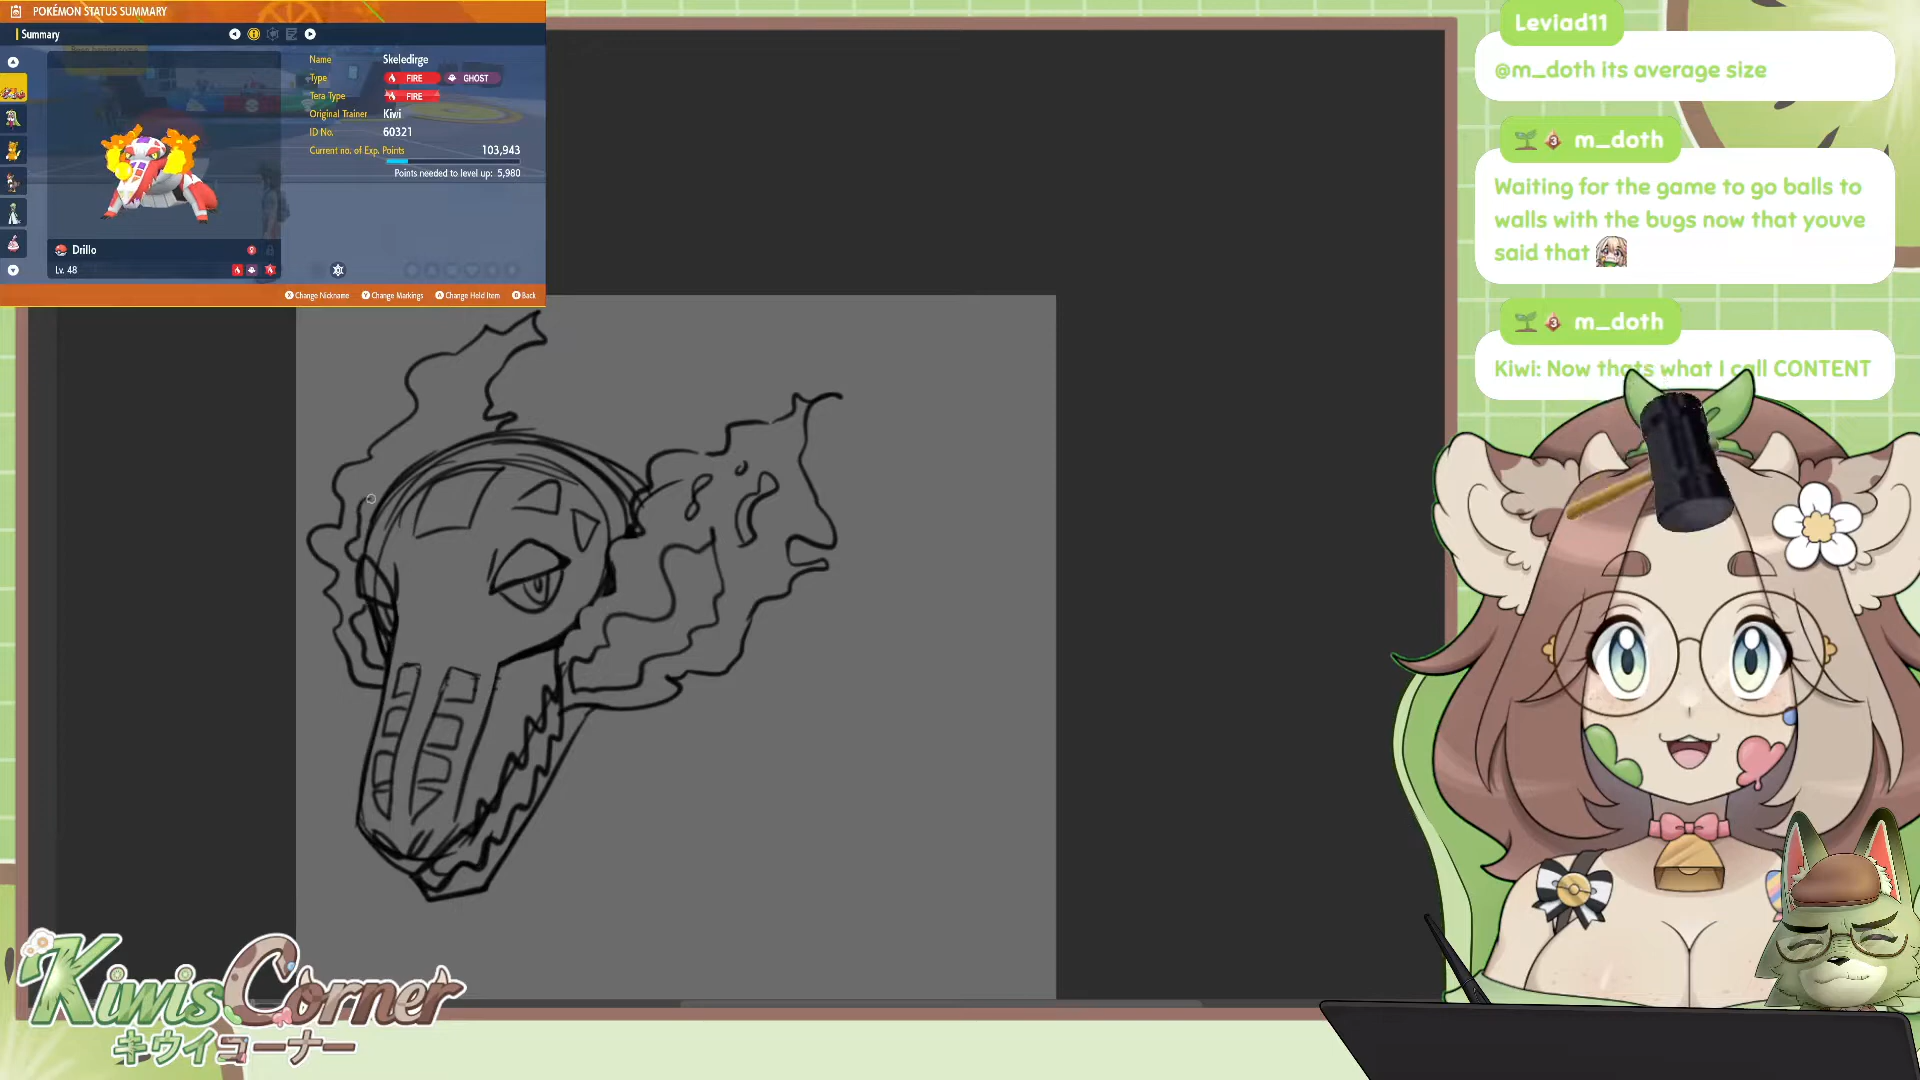 POKÉMON STATUS SUMMARY
Summary
Name Skeledirge
Type FIRE GHOST
Tera Type FIRE
Original Trainer Kiwi
ID No. 60321
Current no. of Exp. Points 103,943
Points needed to level up: 5,980
Drillo
Lv. 48
Change Nickname Change Markings Change Held Item Back
Leviad11
@m_doth its average size
3 m_doth
Waiting for the game to go balls to
walls with the bugs now that youve
said that
3 m_doth
Kiwi: Now thats what I call CONTENT
KiwisCorner
キウイコーナー